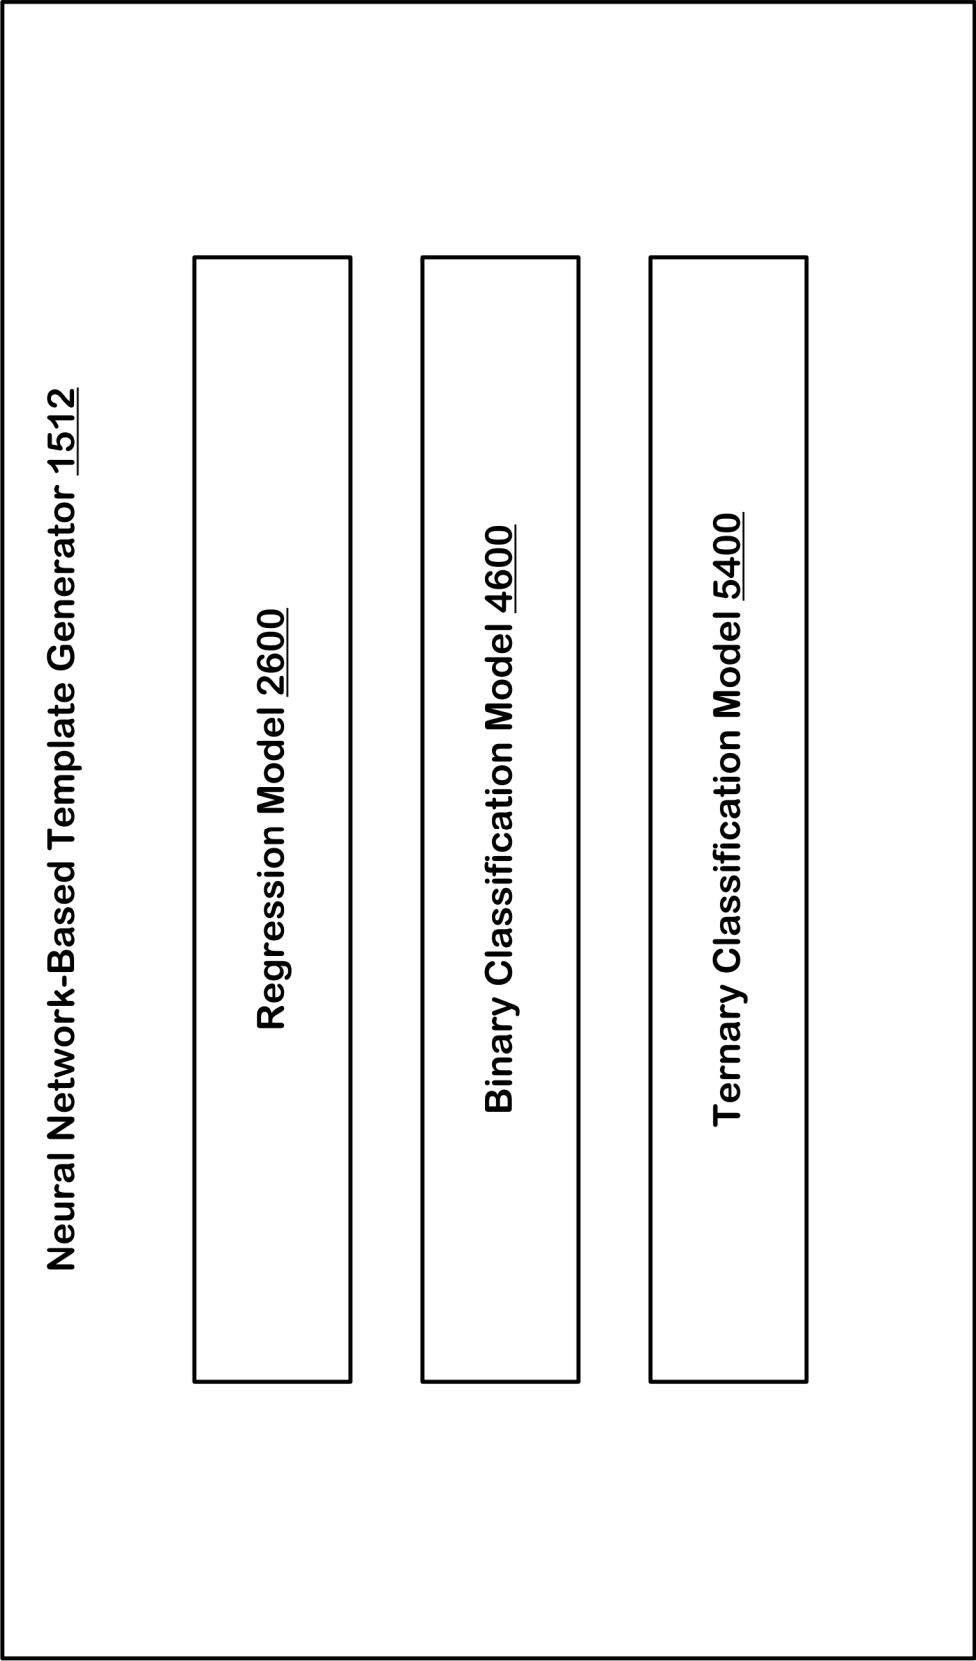 Neural Network-Based Template Generator 1512
Regression Model 2600
Binary Classification Model 4600
Ternary Classification Model 5400